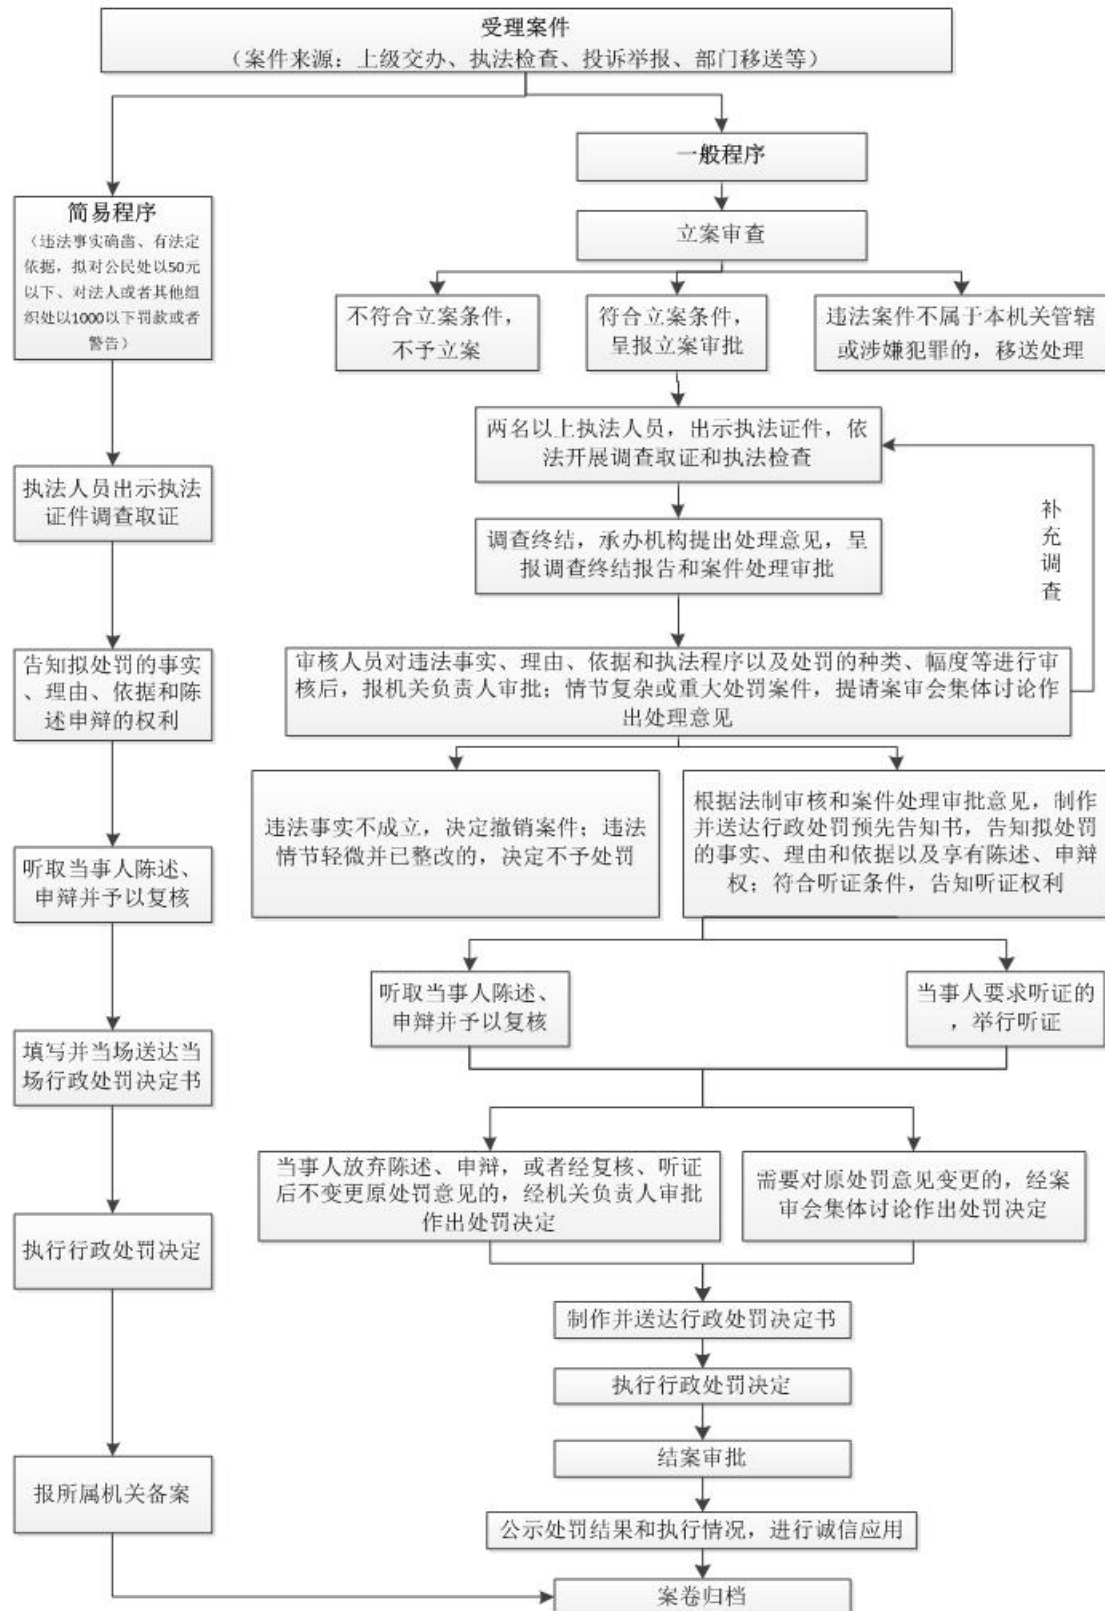 受理案件
（案件来源：上级交办、执法检查、投诉举报、部门移送等）
简易程序
（违法事实确凿、有法定
依据，拟对公民处以50元
以下、对法人或者其他组
织处以1000以下罚款或者
警告）
执法人员出示执法
证件调查取证
告知拟处罚的事实
、理由、依据和陈
述申辩的权利
听取当事人陈述、
申辩并予以复核
填写并当场送达当
场行政处罚决定书
执行行政处罚决定
报所属机关备案
一般程序
立案审查
不符合立案条件，
不予立案
符合立案条件，
呈报立案审批
违法案件不属于本机关管辖
或涉嫌犯罪的，移送处理
两名以上执法人员，出示执法证件，依
法开展调查取证和执法检查
补
充
调
查
调查终结，承办机构提出处理意见，呈
报调查终结报告和案件处理审批
审核人员对违法事实、理由、依据和执法程序以及处罚的种类、幅度等进行审
核后，报机关负责人审批；情节复杂或重大处罚案件，提请案审会集体讨论作
出处理意见
违法事实不成立，决定撤销案件；违法
情节轻微并已整改的，决定不予处罚
根据法制审核和案件处理审批意见，制作
并送达行政处罚预先告知书，告知拟处罚
的事实、理由和依据以及享有陈述、申辩
权；符合听证条件，告知听证权利
听取当事人陈述、
申辩并予以复核
当事人要求听证的
，举行听证
当事人放弃陈述、申辩，或者经复核、听证
后不变更原处罚意见的，经机关负责人审批
作出处罚决定
需要对原处罚意见变更的，经案
审会集体讨论作出处罚决定
制作并送达行政处罚决定书
执行行政处罚决定
结案审批
公示处罚结果和执行情况，进行诚信应用
案卷归档